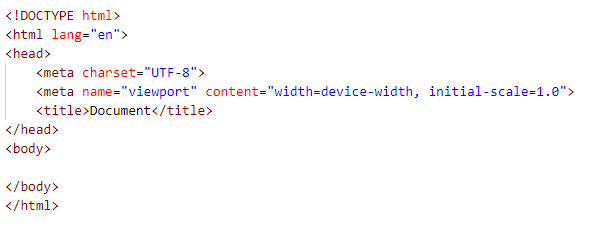 <!DOCTYPE html>
<html lang="en">
<head>
    <meta charset="UTF-8">
    <meta name="viewport" content="width=device-width, initial-scale=1.0">
    <title>Document</title>
</head>
<body>

</body>
</html>